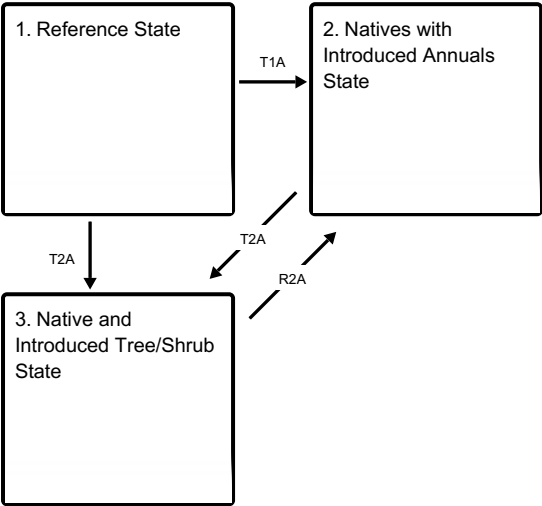 1. Reference State
2. Natives with
Introduced Annuals
State
T1A
T2A
T2A
R2A
3. Native and
Introduced Tree/Shrub
State